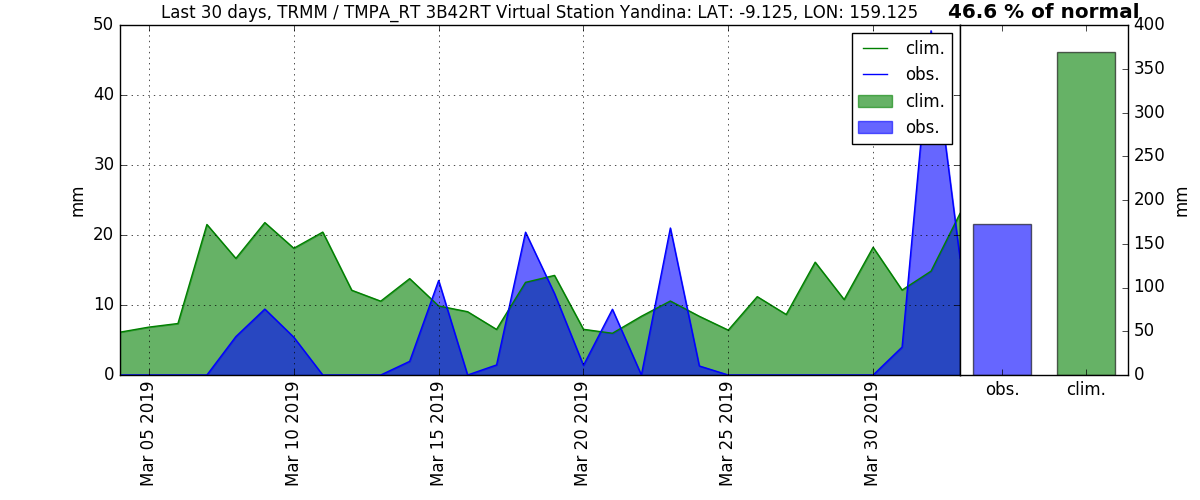 Last 30 days, TRMM / TMPA_RT 3B42RT Virtual Station Yandina: LAT: -9.125, LON: 159.125
46.6 % of normal
50
40
30
20
10
0
mm
clim.
obs.
clim.
obs.
400
350
300
250
200
150
100
50
0
mm
obs.
clim.
Mar 05 2019
Mar 10 2019
Mar 15 2019
Mar 20 2019
Mar 25 2019
Mar 30 2019